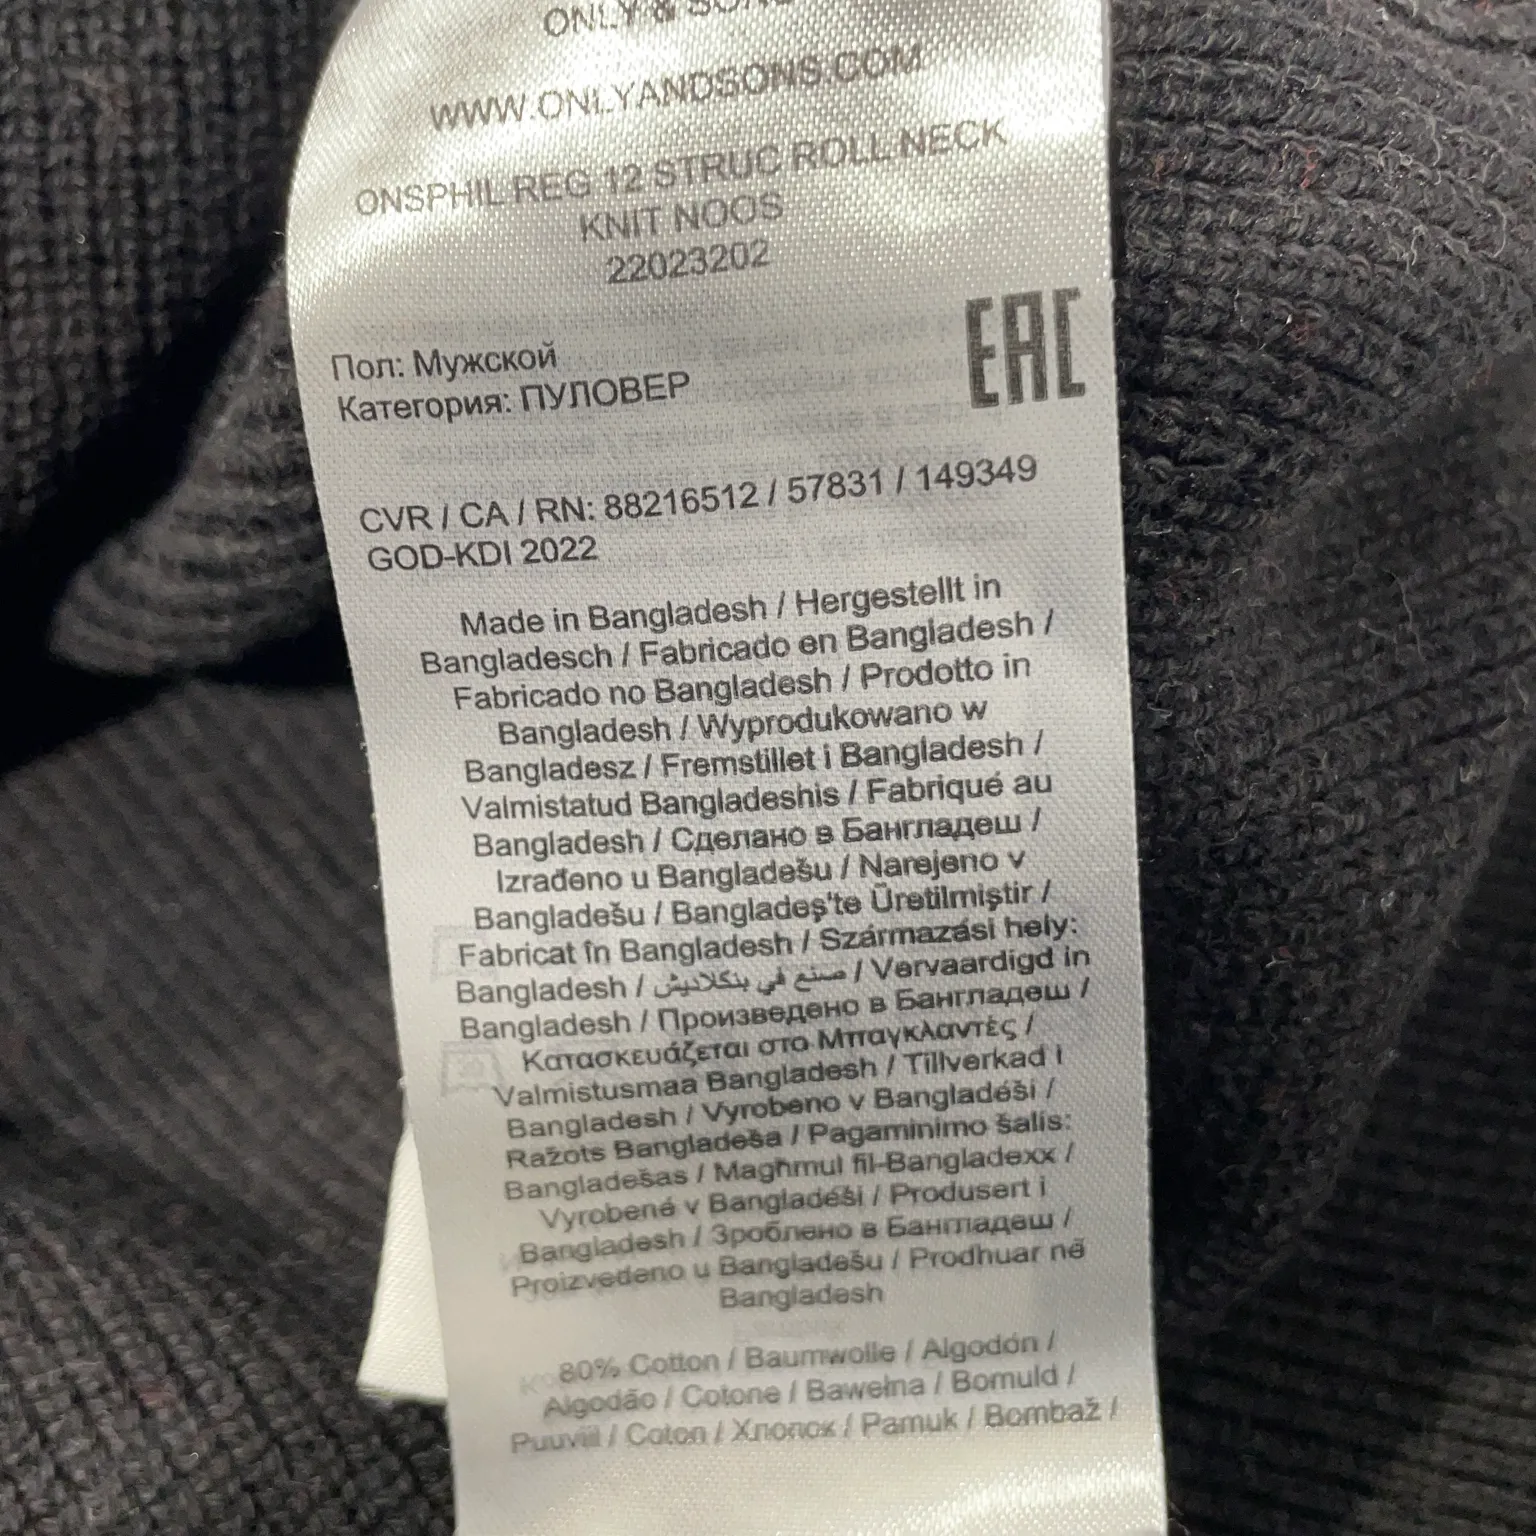 ONLY & SONS
WWW.ONLYANDSONS.COM
ONSPHIL REG 12 STRUC ROLL NECK
KNIT NOOS
22023202
EAC
Пол: Мужской
Категория: ПУЛОВЕР
CVR / CA / RN: 88216512 / 57831 / 149349
GOD-KDI 2022
Made in Bangladesh / Hergestellt in
Bangladesch / Fabricado en Bangladesh /
Fabricado no Bangladesh / Prodotto in
Bangladesh / Wyprodukowano w
Bangladesz / Fremstillet i Bangladesh /
Valmistatud Bangladeshis / Fabriqué au
Bangladesh / Сделано в Бангладеш /
Izrađeno u Bangladešu / Narejeno v
Bangladešu / Bangladeş'te Üretilmiştir /
Fabricat în Bangladesh / Származási hely:
Bangladesh / صنع في بنكلاديش / Vervaardigd in
Bangladesh / Произведено в Бангладеш /
Κατασκευάζεται στο Μπαγκλαντές /
Valmistusmaa Bangladesh / Tillverkad i
Bangladesh / Vyrobeno v Bangladéši /
Ražots Bangladeša / Pagaminimo šalis:
Bangladešas / Magħmul fil-Bangladexx /
Vyrobené v Bangladéši / Produsert i
Bangladesh / Зроблено в Бангладеш /
Proizvedeno u Bangladešu / Prodhuar në
Bangladesh
80% Cotton / Baumwolle / Algodón /
Algodão / Cotone / Bawełna / Bomuld /
Puuvill / Coton / Хлопок / Pamuk / Bombaž /